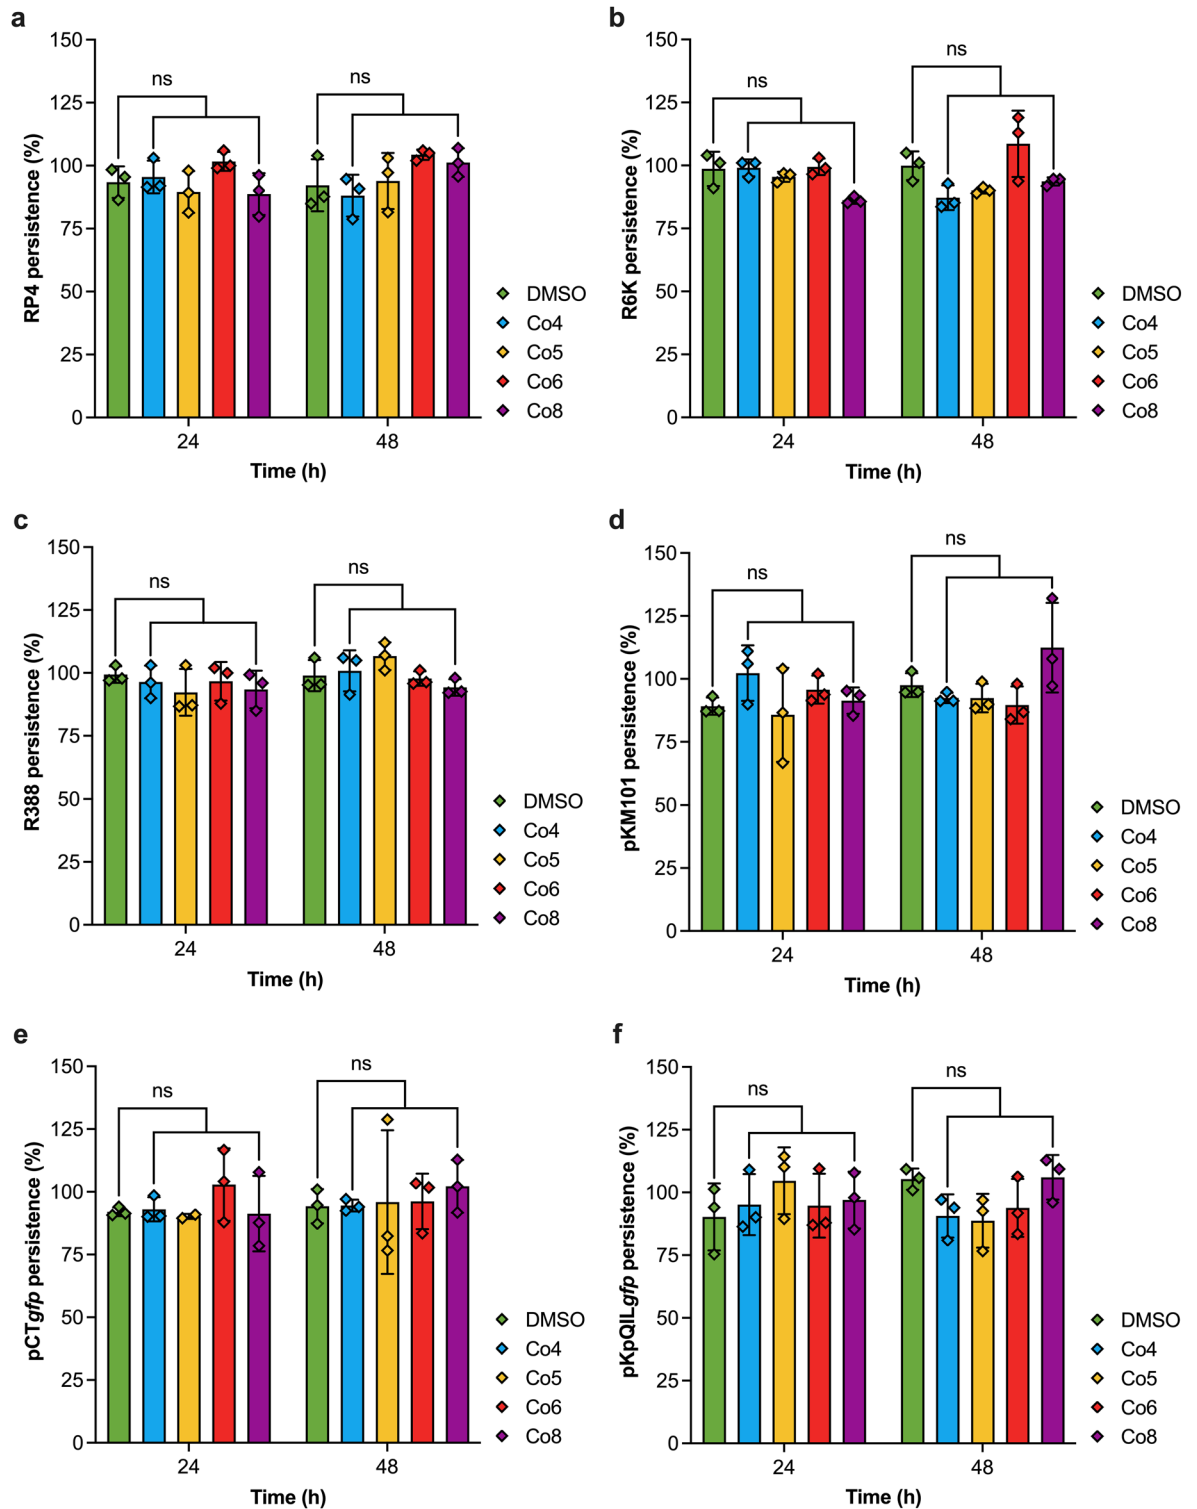 a
150
125
100
75
50
25
0
RP4 persistence (%)
ns
ns
24
48
Time (h)
DMSO
Co4
Co5
Co6
Co8
b
150
125
100
75
50
25
0
R6K persistence (%)
ns
ns
24
48
Time (h)
DMSO
Co4
Co5
Co6
Co8
c
150
125
100
75
50
25
0
R388 persistence (%)
ns
ns
24
48
Time (h)
DMSO
Co4
Co5
Co6
Co8
d
150
125
100
75
50
25
0
pKM101 persistence (%)
ns
ns
24
48
Time (h)
DMSO
Co4
Co5
Co6
Co8
e
150
125
100
75
50
25
0
pCTgfp persistence (%)
ns
ns
24
48
Time (h)
DMSO
Co4
Co5
Co6
Co8
f
150
125
100
75
50
25
0
pKpQILgfp persistence (%)
ns
ns
24
48
Time (h)
DMSO
Co4
Co5
Co6
Co8